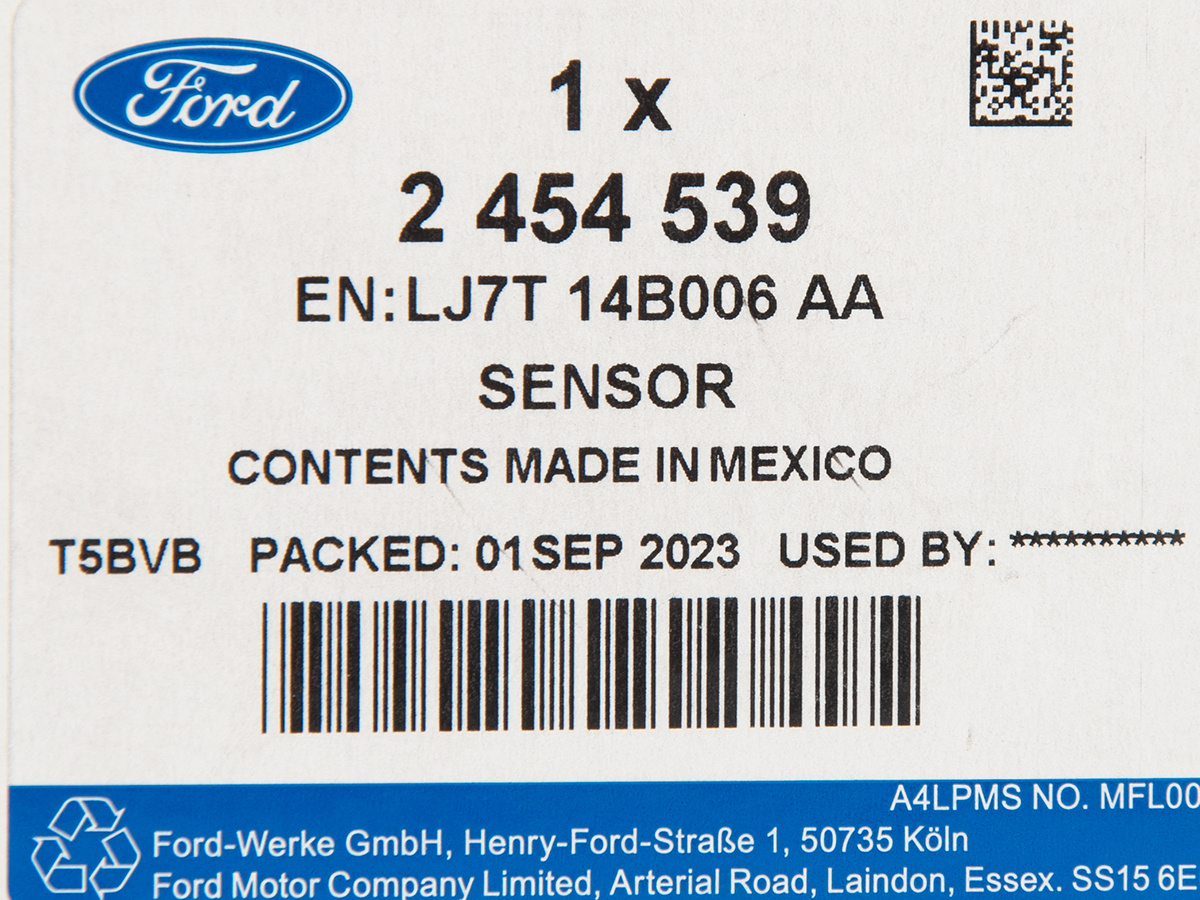 Ford
1 x
2 454 539
EN:LJ7T 14B006 AA
SENSOR
CONTENTS MADE IN MEXICO
T5BVB PACKED: 01 SEP 2023 USED BY: **********
A4LPMS NO. MFL00
Ford-Werke GmbH, Henry-Ford-Straße 1, 50735 Köln
Ford Motor Company Limited, Arterial Road, Laindon, Essex. SS15 6E